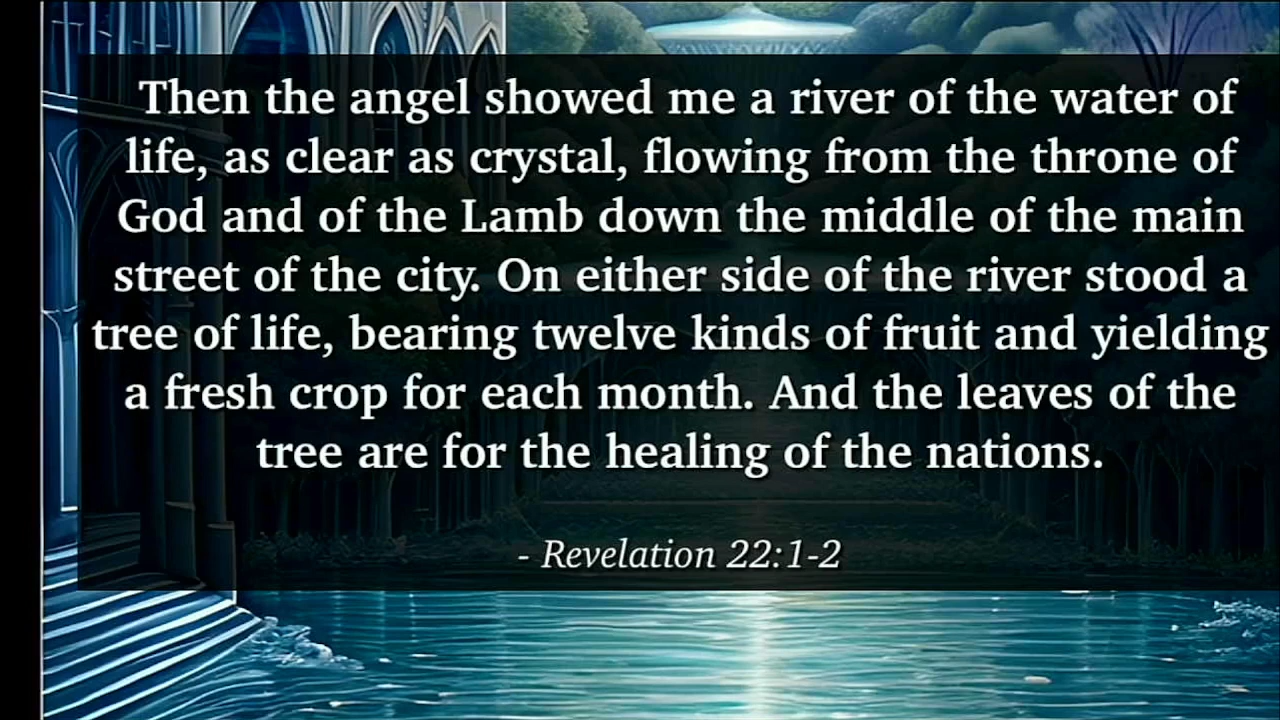 Then the angel showed me a river of the water of
life, as clear as crystal, flowing from the throne of
God and of the Lamb down the middle of the main
street of the city. On either side of the river stood a
tree of life, bearing twelve kinds of fruit and yielding
a fresh crop for each month. And the leaves of the
tree are for the healing of the nations.
- Revelation 22:1-2